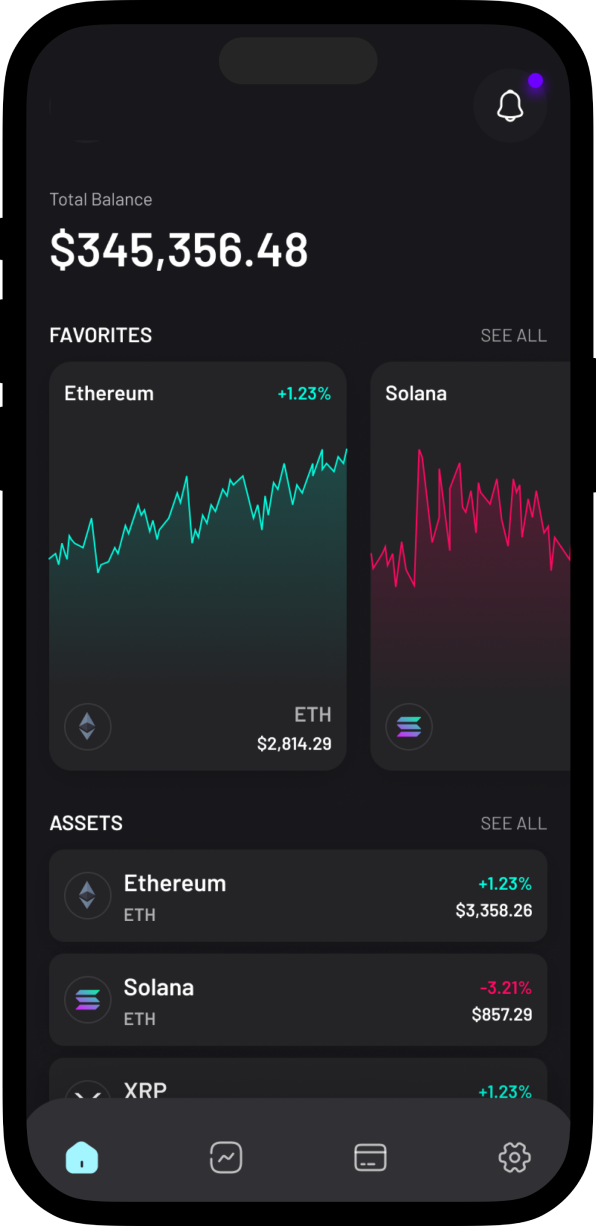 Total Balance
$345,356.48
FAVORITES SEE ALL
Ethereum +1.23%
Solana
ETH
$2,814.29
ASSETS SEE ALL
Ethereum +1.23%
ETH $3,358.26
Solana -3.21%
ETH $857.29
XRP +1.23%